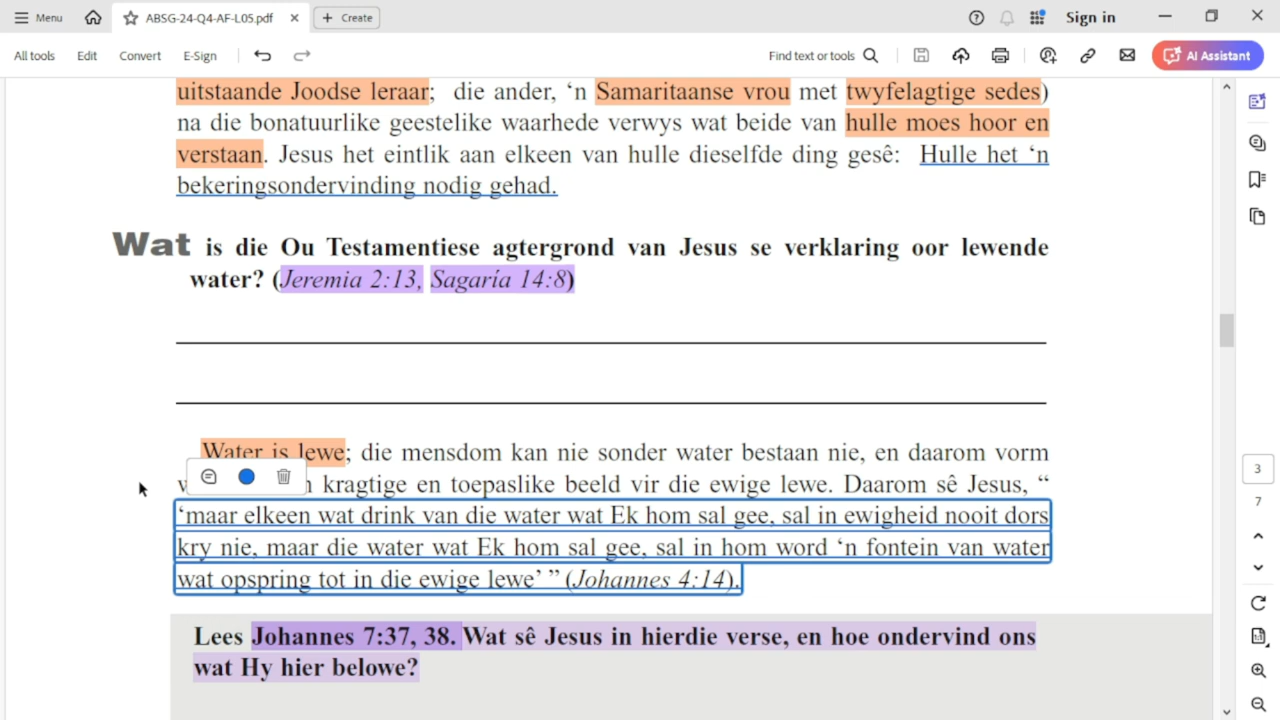 Menu
ABSG-24-Q4-AF-L05.pdf
Create
Sign in
All tools
Edit
Convert
E-Sign
Find text or tools
AI Assistant
uitstaande Joodse leraar; die ander, ‘n Samaritaanse vrou met twyfelagtige sedes)
na die bonatuurlike geestelike waarhede verwys wat beide van hulle moes hoor en
verstaan. Jesus het eintlik aan elkeen van hulle dieselfde ding gesê: Hulle het ‘n
bekeringsondervinding nodig gehad.
Wat is die Ou Testamentiese agtergrond van Jesus se verklaring oor lewende
water? (Jeremia 2:13, Sagaría 14:8)
Water is lewe; die mensdom kan nie sonder water bestaan nie, en daarom vorm
kragtige en toepaslike beeld vir die ewige lewe. Daarom sê Jesus, “
‘maar elkeen wat drink van die water wat Ek hom sal gee, sal in ewigheid nooit dors
kry nie, maar die water wat Ek hom sal gee, sal in hom word ‘n fontein van water
wat opspring tot in die ewige lewe’ ” (Johannes 4:14).
Lees Johannes 7:37, 38. Wat sê Jesus in hierdie verse, en hoe ondervind ons
wat Hy hier belowe?
3
7